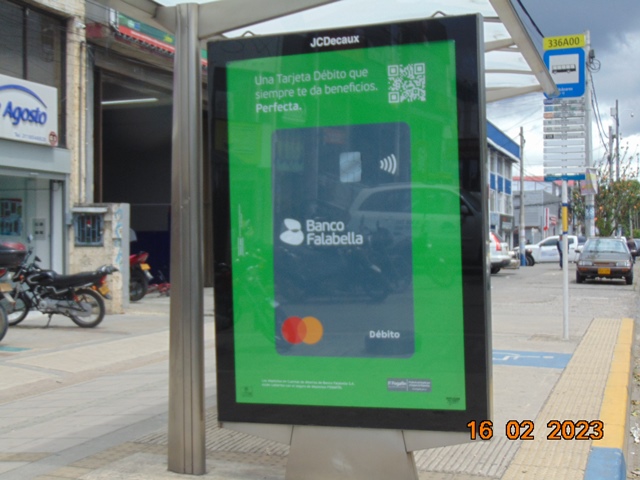 JCDecaux
Una Tarjeta Débito que
siempre te da beneficios.
Perfecta.
Banco
Falabella
Débito
336A00
Agosto
16 02 2023